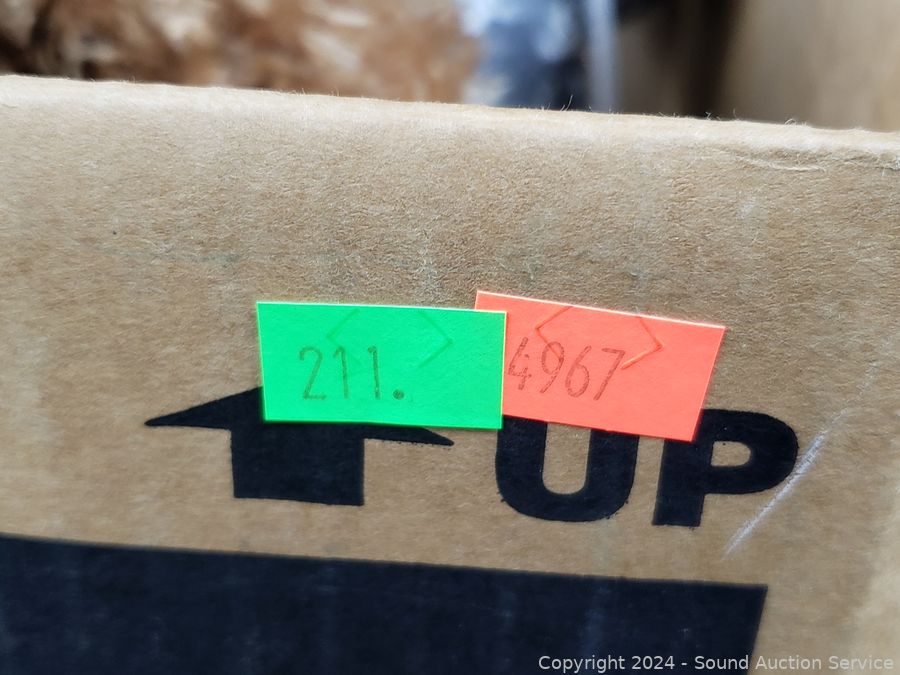 211.
4967
UP
Copyright © 2024 - Sound Auction Service